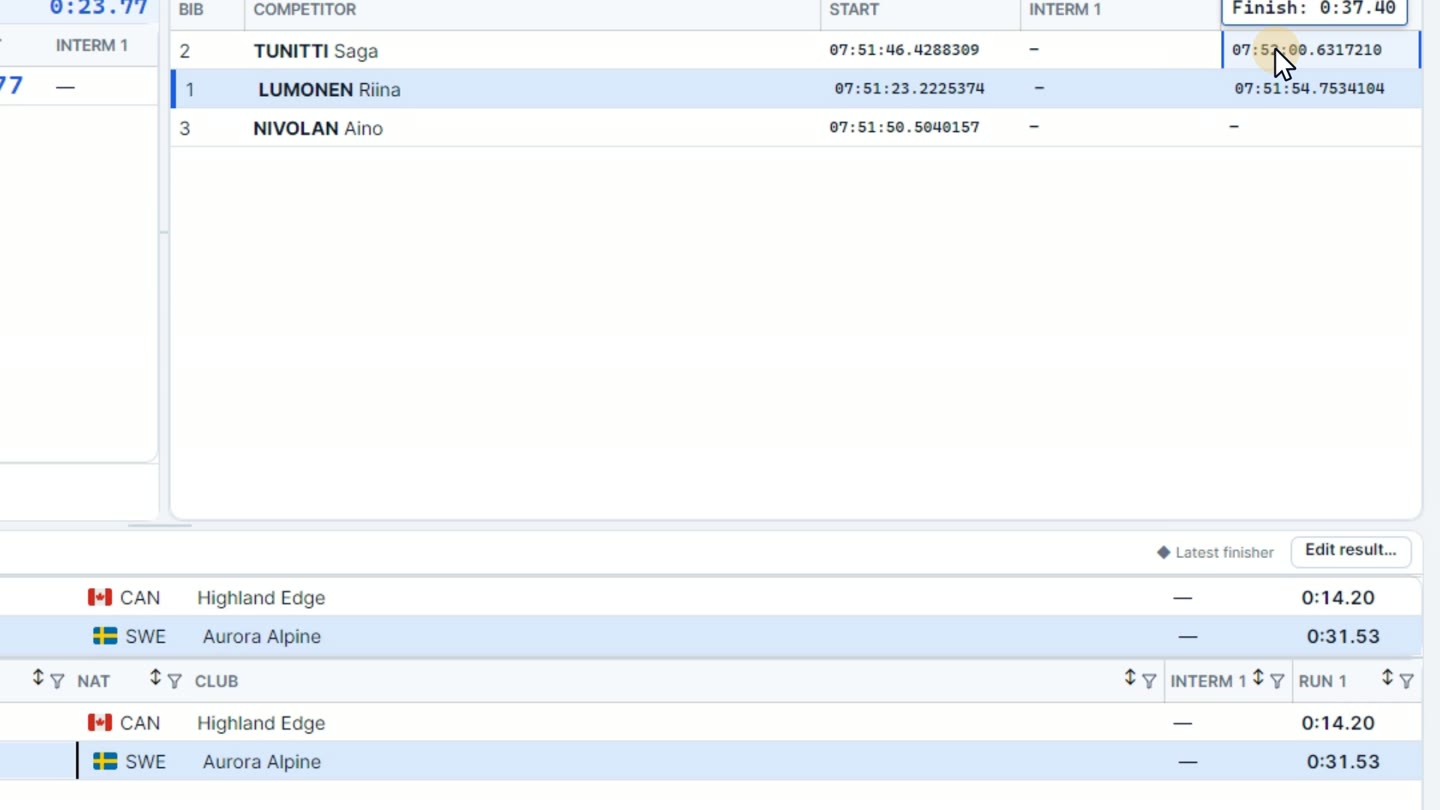 0:23.77
INTERM 1
77 —
BIB COMPETITOR START INTERM 1
Finish: 0:37.40
2 TUNITTI Saga 07:51:46.4288309 – 07:52:00.6317210
1 LUMONEN Riina 07:51:23.2225374 – 07:51:54.7534104
3 NIVOLAN Aino 07:51:50.5040157 – –
◆ Latest finisher Edit result...
CAN Highland Edge — 0:14.20
SWE Aurora Alpine — 0:31.53
NAT CLUB INTERM 1 RUN 1
CAN Highland Edge — 0:14.20
SWE Aurora Alpine — 0:31.53